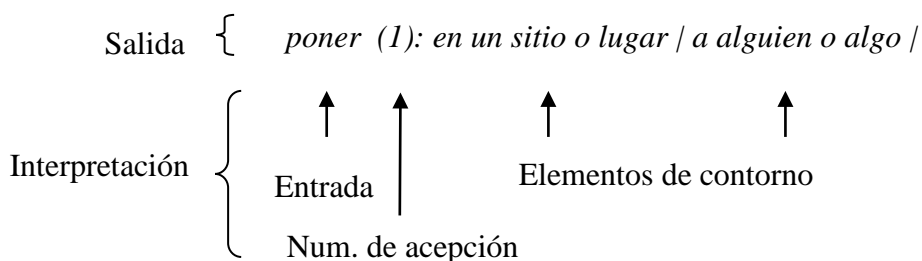 Salida poner (1): en un sitio o lugar | a alguien o algo |
Interpretación
Entrada
Elementos de contorno
Num. de acepción